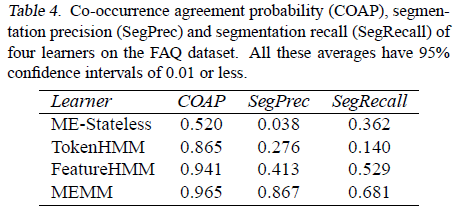 Table 4. Co-occurrence agreement probability (COAP), segmen-
tation precision (SegPrec) and segmentation recall (SegRecall) of
four learners on the FAQ dataset. All these averages have 95%
confidence intervals of 0.01 or less.
Learner COAP SegPrec SegRecall
ME-Stateless 0.520 0.038 0.362
TokenHMM 0.865 0.276 0.140
FeatureHMM 0.941 0.413 0.529
MEMM 0.965 0.867 0.681